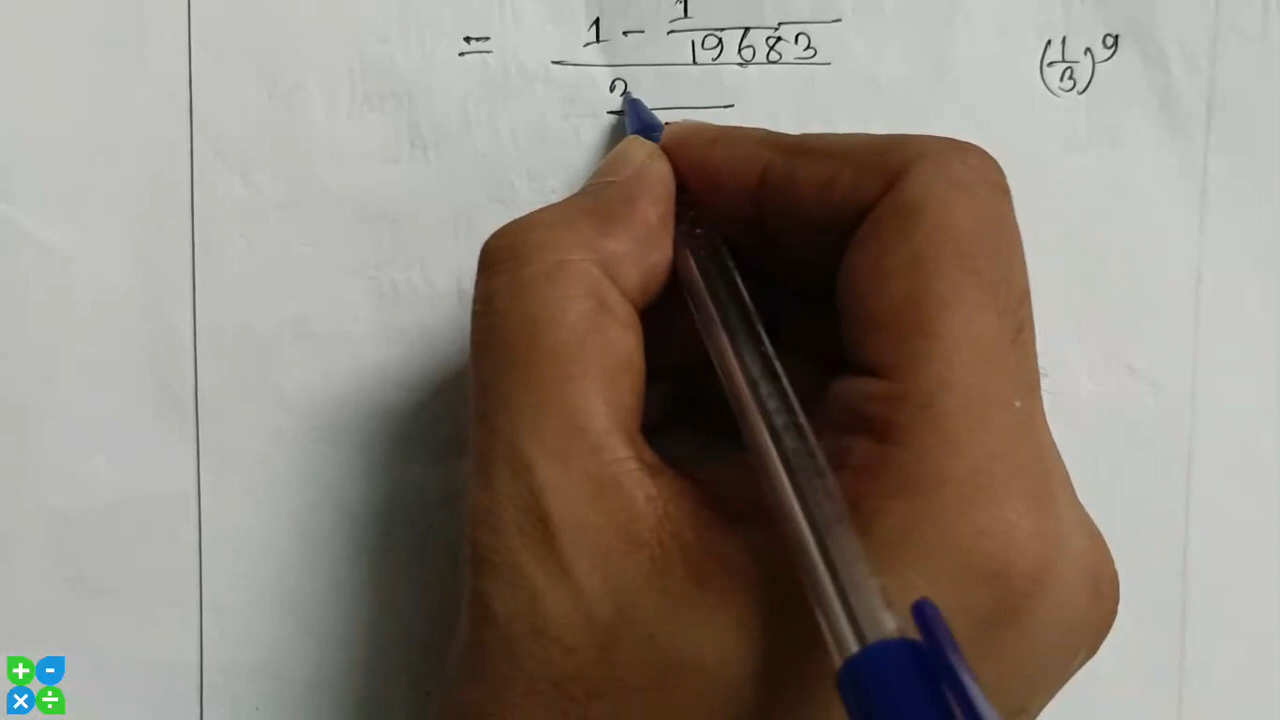 = 1 - 1/19683 (1/3)^9
2